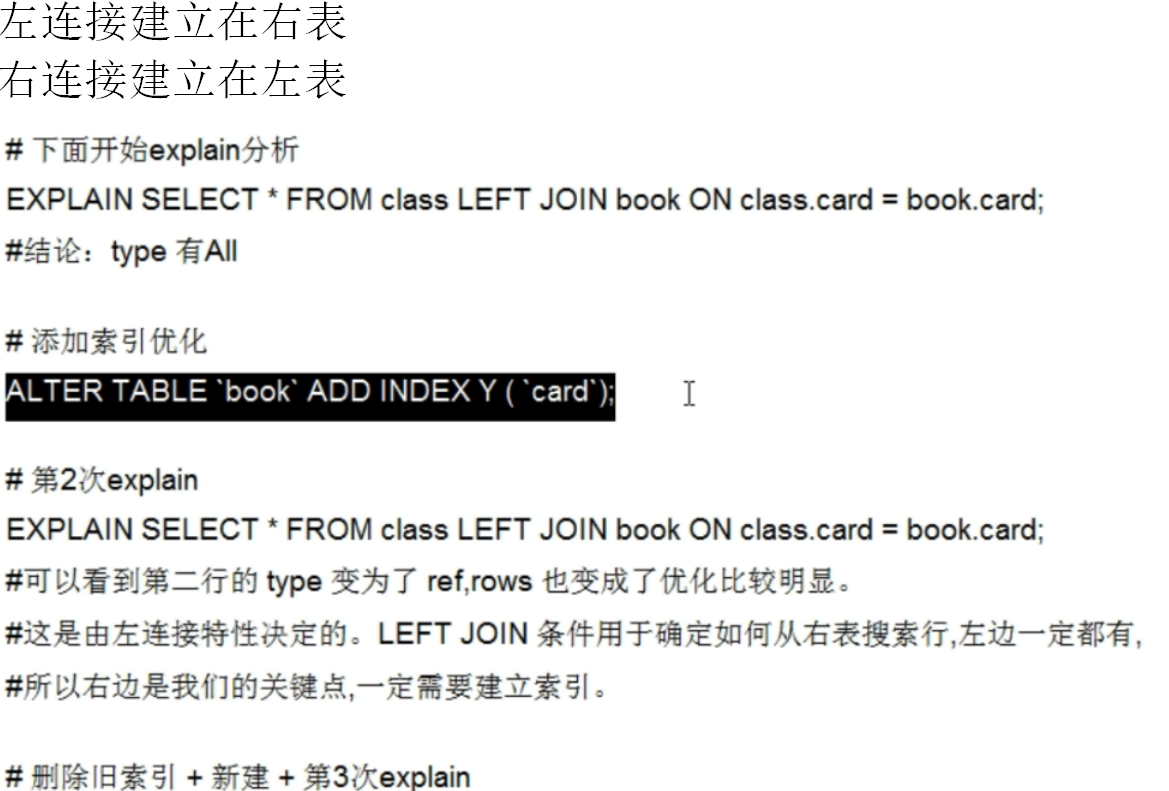 左连接建立在右表
右连接建立在左表
# 下面开始explain分析
EXPLAIN SELECT * FROM class LEFT JOIN book ON class.card = book.card;
#结论：type 有All
# 添加索引优化
ALTER TABLE `book` ADD INDEX Y ( `card`);
# 第2次explain
EXPLAIN SELECT * FROM class LEFT JOIN book ON class.card = book.card;
#可以看到第二行的 type 变为了 ref,rows 也变成了优化比较明显。
#这是由左连接特性决定的。LEFT JOIN 条件用于确定如何从右表搜索行,左边一定都有,
#所以右边是我们的关键点,一定需要建立索引。
# 删除旧索引 + 新建 + 第3次explain